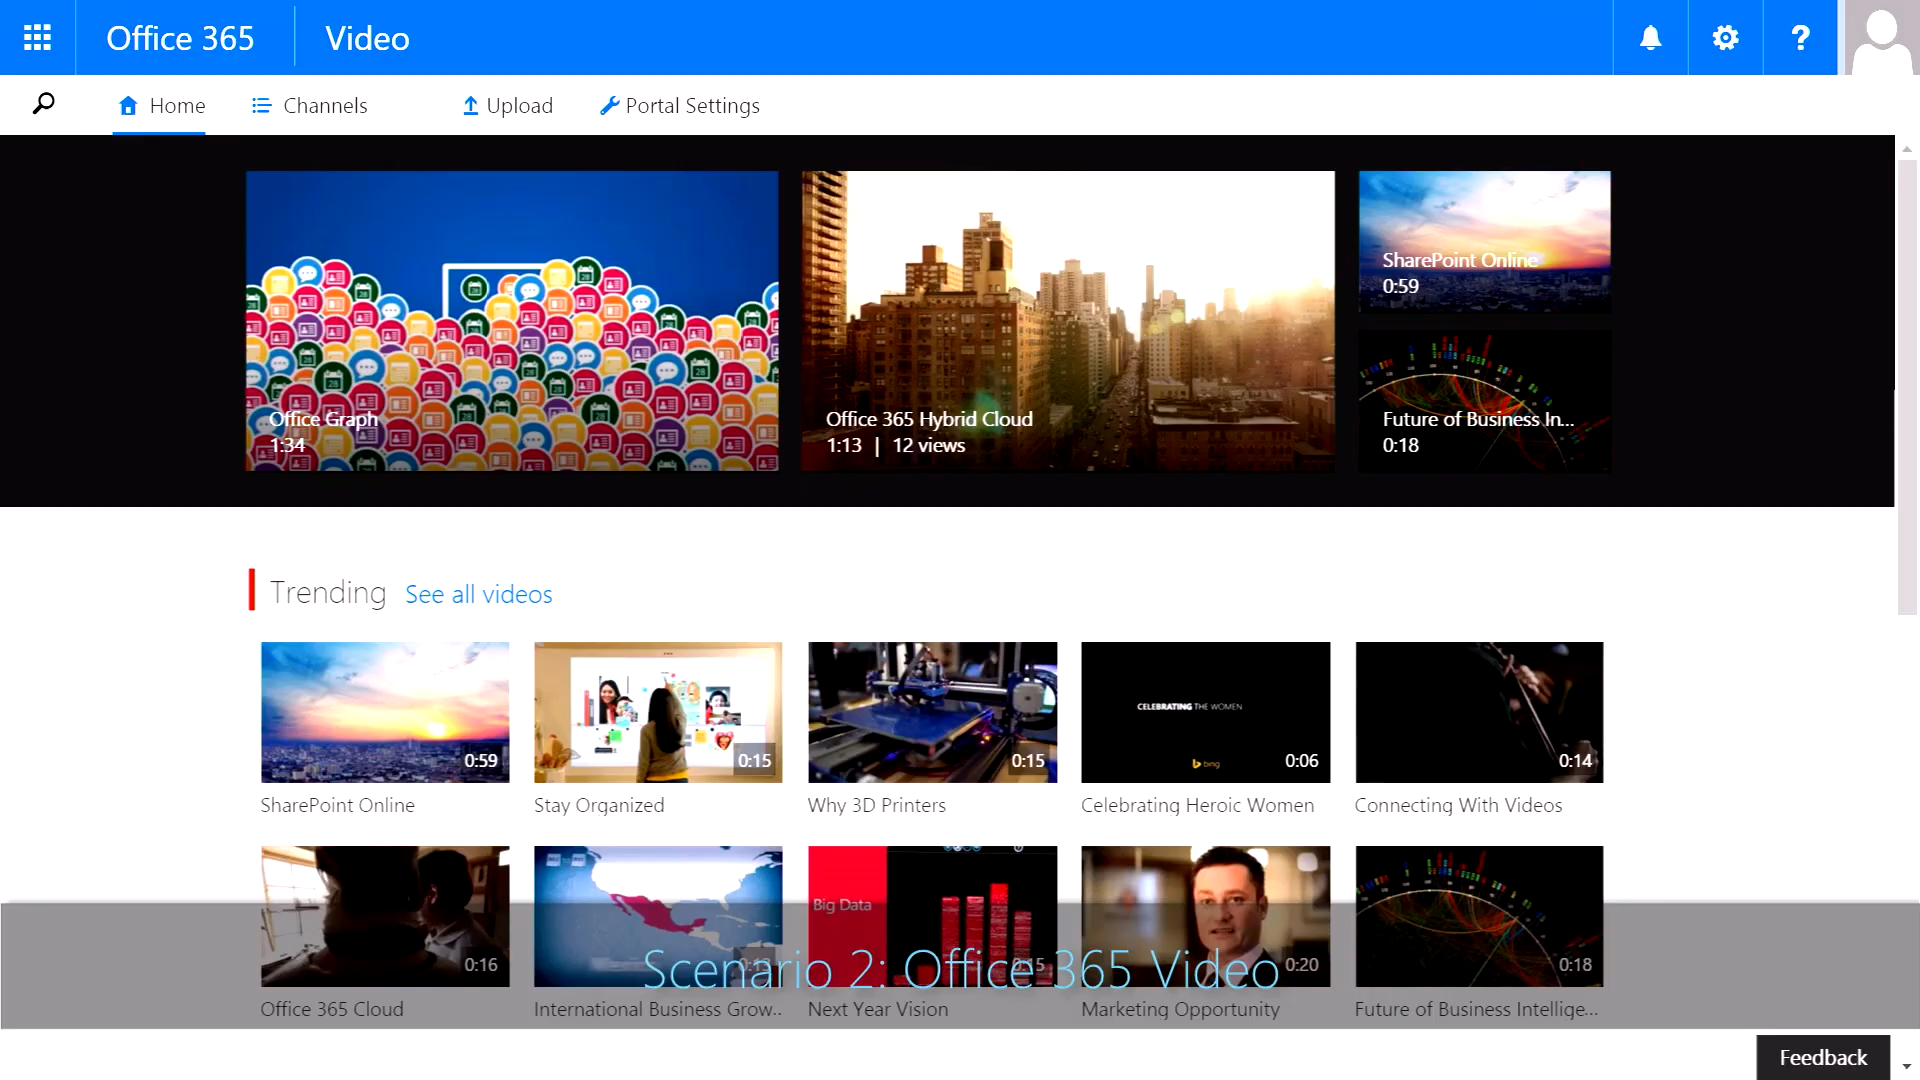 Office 365 Video
Home Channels Upload Portal Settings
Office Graph
1:34
Office 365 Hybrid Cloud
1:13 | 12 views
SharePoint Online
0:59
Future of Business In...
0:18
Trending See all videos
0:59
SharePoint Online
0:15
Stay Organized
0:15
Why 3D Printers
CELEBRATING THE WOMEN
bing
0:06
Celebrating Heroic Women
0:14
Connecting With Videos
0:16
Office 365 Cloud
International Business Grow..
Big Data
0:15
Next Year Vision
0:20
Marketing Opportunity
0:18
Future of Business Intellige...
Scenario 2: Office 365 Video
Feedback